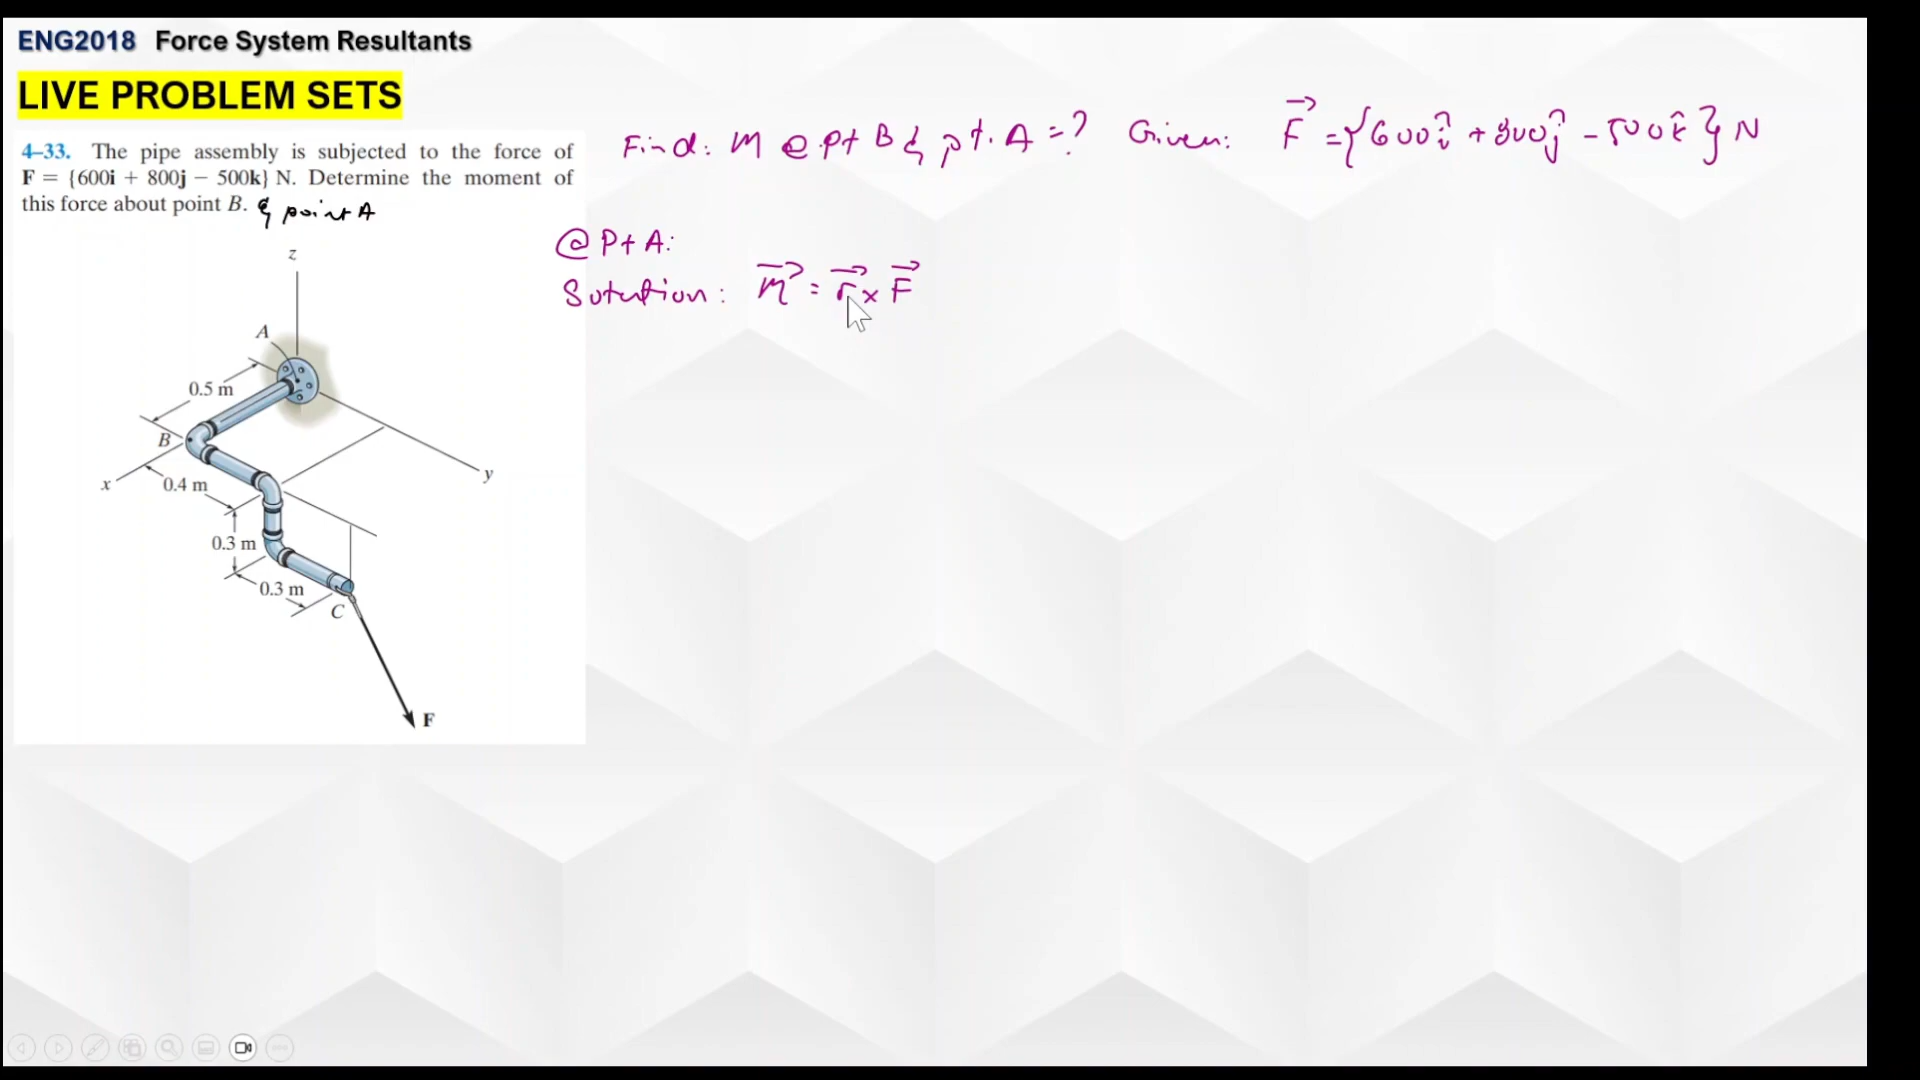 ENG2018 Force System Resultants
LIVE PROBLEM SETS
4–33. The pipe assembly is subjected to the force of
F = {600i + 800j − 500k} N. Determine the moment of
this force about point B. & point A
Find: M @ pt B & pt. A = ? Given: F = {600i + 800j - 500k} N
@ Pt A:
Solution: M = r x F
z
A
0.5 m
B
x
0.4 m
y
0.3 m
0.3 m
C
F